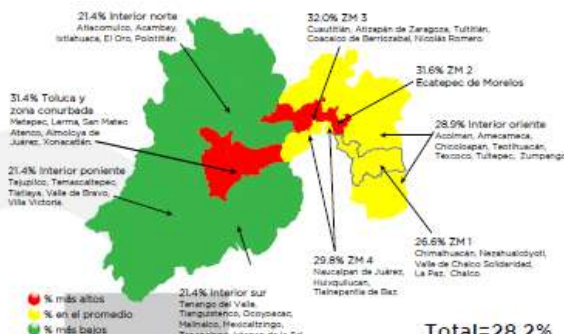 21.4% Interior norte
Atlacomulco, Acambay,
Ixtlahuaca, El Oro, Polotitlán.
32.0% ZM 3
Cuautitlán, Atizapán de Zaragoza, Tultitlán,
Coacalco de Berriozabal, Nicolás Romero.
31.6% ZM 2
Ecatepec de Morelos
31.4% Toluca y
zona conurbada
Metepec, Lerma, San Mateo
Atenco, Almoloya de
Juárez, Xonacatlán.
28.9% Interior oriente
Acolman, Amecameca,
Chicoloapan, Teotihuacán,
Texcoco, Tultepec, Zumpango
21.4% Interior poniente
Tejupilco, Temascaltepec,
Tlatlaya, Valle de Bravo,
Villa Victoria.
26.6% ZM 1
Chimalhuacán, Nezahualcóyotl,
Valle de Chalco Solidaridad,
La Paz, Chalco.
29.8% ZM 4
Naucalpan de Juárez,
Huixquilucan,
Tlalnepantla de Baz.
% más altos
% en el promedio
% más bajos
21.4% Interior sur
Tenango del Valle,
Tianguistenco, Ocoyoacac,
Malinalco, Mexicaltzingo,
Total=28.2%